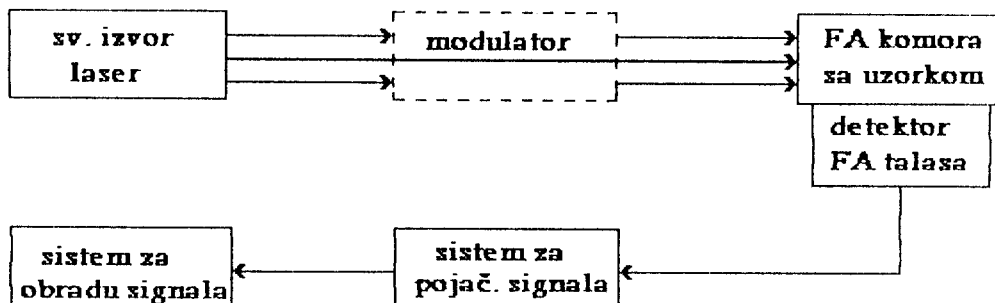 sv. izvor
laser
modulator
FA komora
sa uzorkom
detektor
FA talasa
sistem za
obradu signala
sistem za
pojač. signala